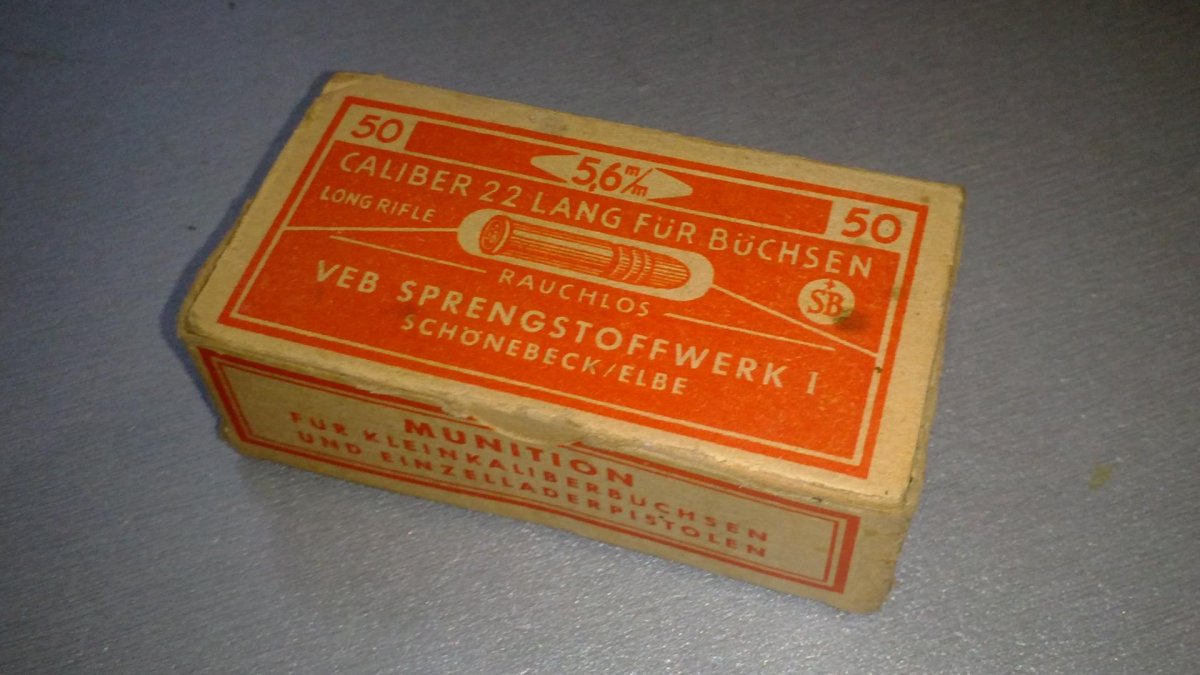 50
5,6 m/m
CALIBER 22 LANG FÜR BÜCHSEN
50
LONG RIFLE
RAUCHLOS
SB
VEB SPRENGSTOFFWERK I
SCHÖNEBECK/ELBE
MUNITION
FÜR KLEINKALIBERBÜCHSEN
UND EINZELLADERPISTOLEN